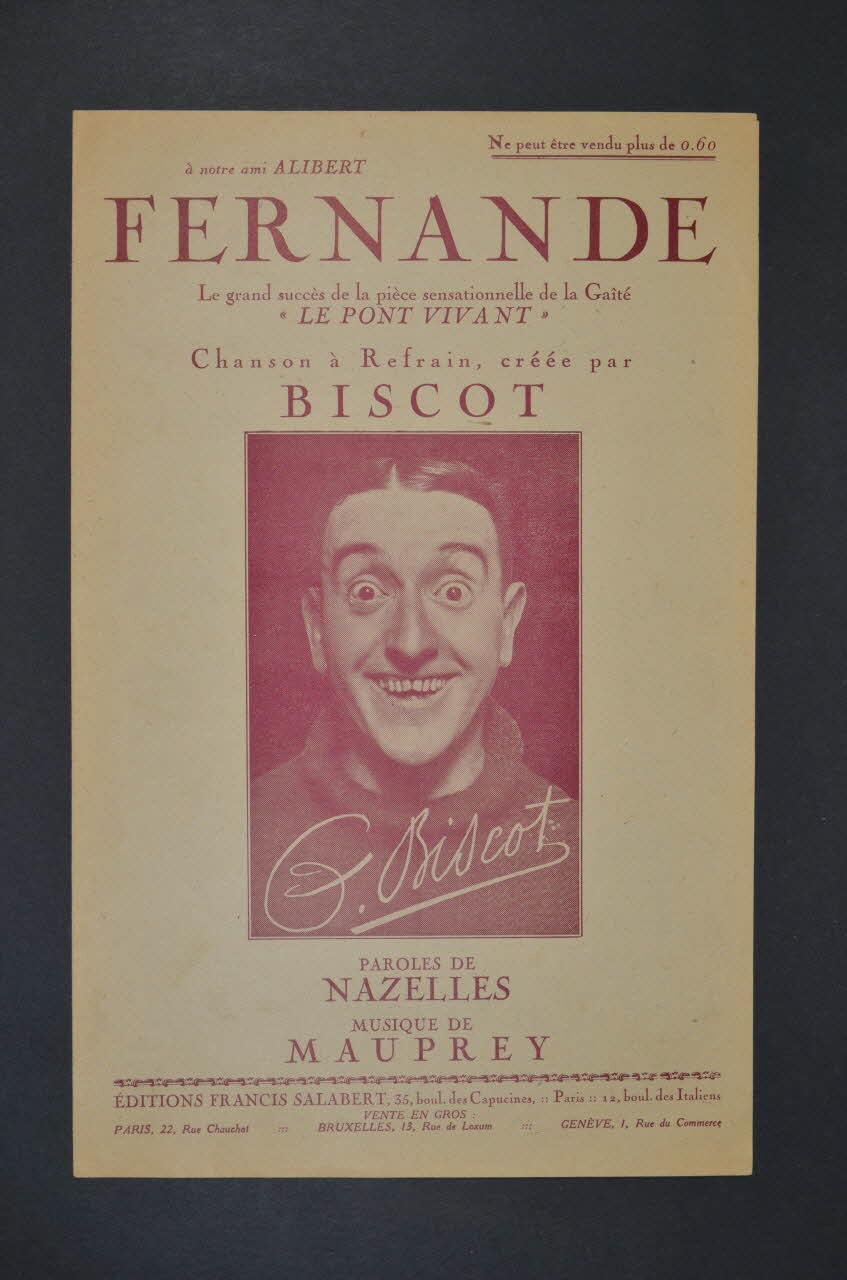 Ne peut être vendu plus de 0.60
à notre ami ALIBERT
FERNANDE
Le grand succès de la pièce sensationnelle de la Gaîté
« LE PONT VIVANT »
Chanson à Refrain, créée par
BISCOT
G. Biscot
PAROLES DE
NAZELLES
MUSIQUE DE
MAUPREY
ÉDITIONS FRANCIS SALABERT, 35, boul. des Capucines, :: Paris :: 12, boul. des Italiens
VENTE EN GROS :
PARIS, 22, Rue Chauchat ::: BRUXELLES, 13, Rue de Loxum ::: GENÈVE, 1, Rue du Commerce